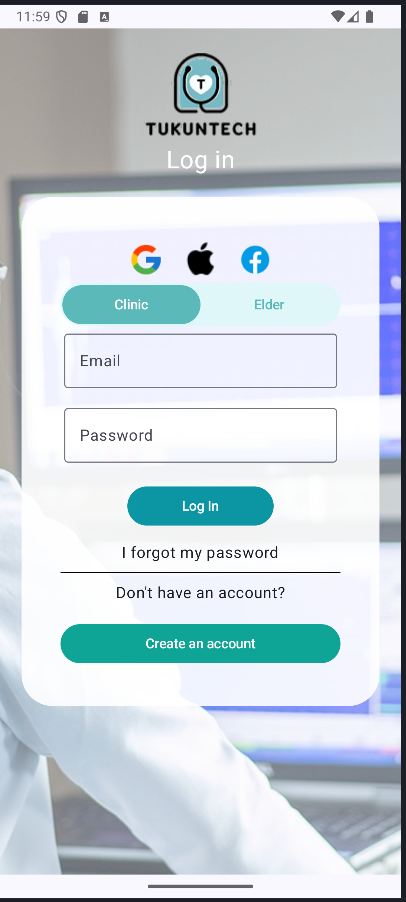 11:59
A
T
TUKUNTECH
Log in
Clinic
Elder
Email
Password
Log In
I forgot my password
Don't have an account?
Create an account